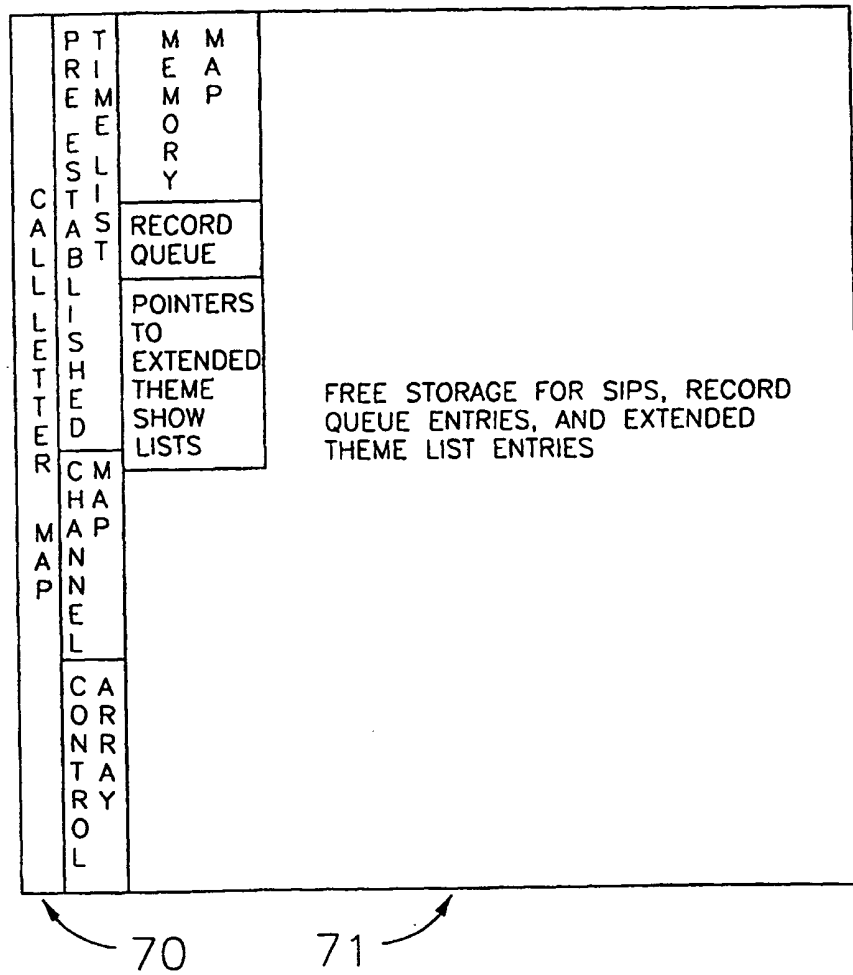 CALL LETTER MAP
PRE ESTABLISHED
TIME LIST
CHANNEL
MAP
CONTROL
ARRAY
MEMORY
MAP
RECORD
QUEUE
POINTERS
TO
EXTENDED
THEME
SHOW
LISTS
FREE STORAGE FOR SIPS, RECORD
QUEUE ENTRIES, AND EXTENDED
THEME LIST ENTRIES
70
71